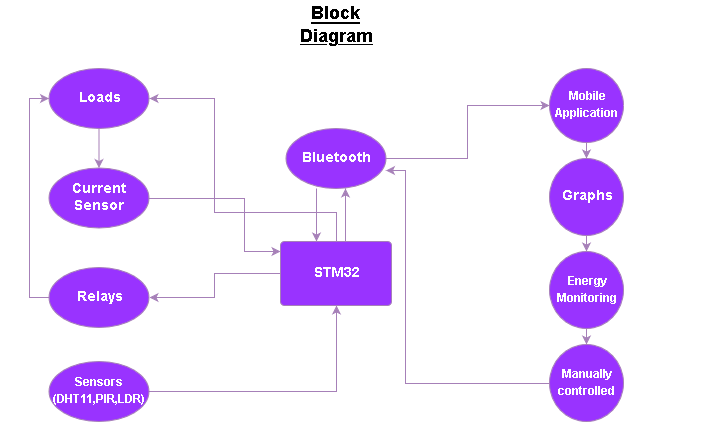 Block
Diagram
Loads
Mobile
Application
Bluetooth
Current
Sensor
Graphs
STM32
Relays
Energy
Monitoring
Sensors
(DHT11,PIR,LDR)
Manually
controlled